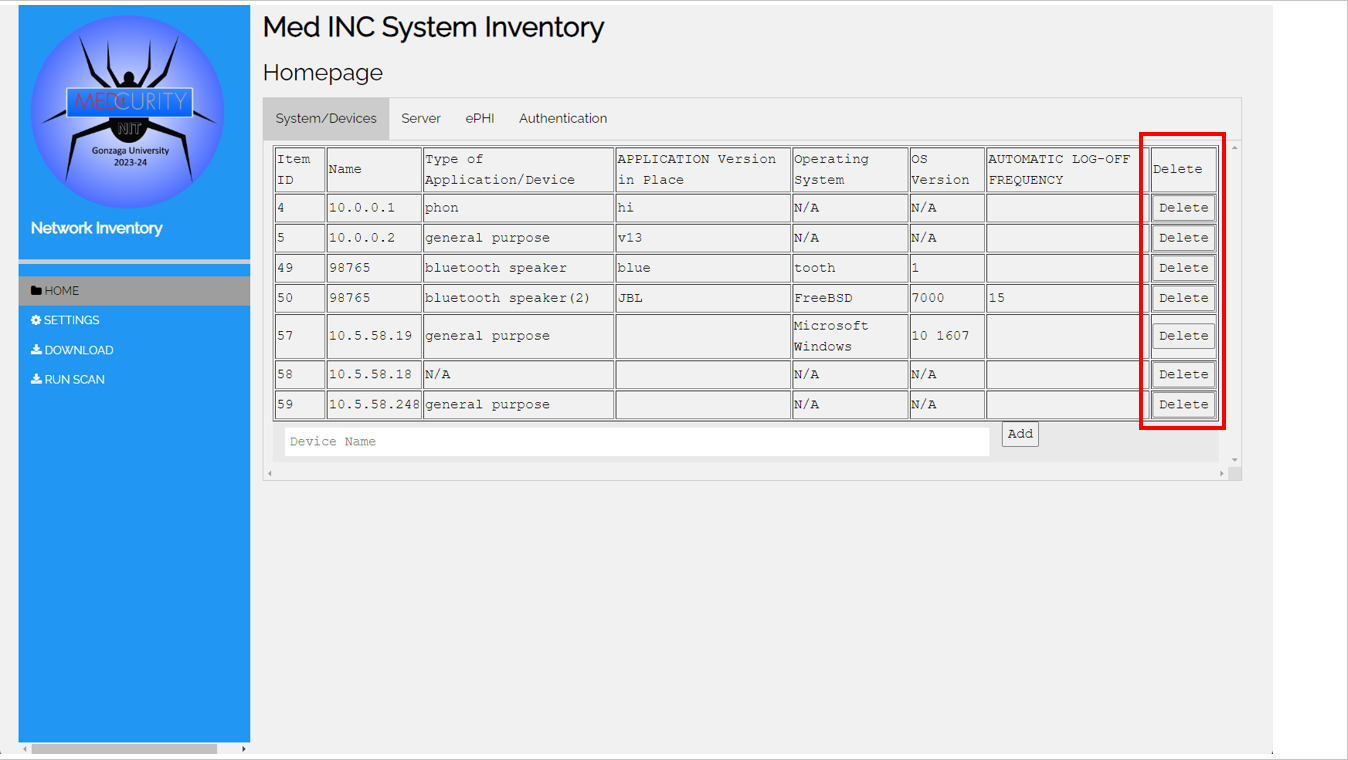 MEDCURITY
NIT
Gonzaga University
2023-24
Network Inventory
HOME
SETTINGS
DOWNLOAD
RUN SCAN
Med INC System Inventory
Homepage
System/Devices Server ePHI Authentication
Item ID Name Type of Application/Device APPLICATION Version in Place Operating System OS Version AUTOMATIC LOG-OFF FREQUENCY Delete
4 10.0.0.1 phon hi N/A N/A Delete
5 10.0.0.2 general purpose v13 N/A N/A Delete
49 98765 bluetooth speaker blue tooth 1 Delete
50 98765 bluetooth speaker(2) JBL FreeBSD 7000 15 Delete
57 10.5.58.19 general purpose Microsoft Windows 10 1607 Delete
58 10.5.58.18 N/A N/A N/A Delete
59 10.5.58.248 general purpose N/A N/A Delete
Device Name Add